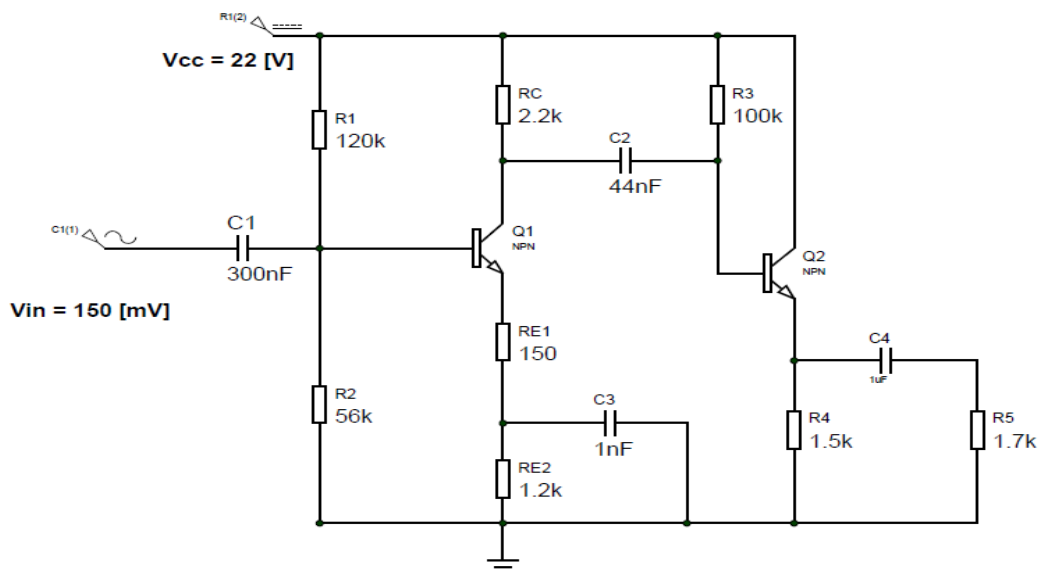 R1(2)
Vcc = 22 [V]
R1
120k
RC
2.2k
R3
100k
C2
44nF
C1(1)
C1
300nF
Q1
NPN
Q2
NPN
Vin = 150 [mV]
RE1
150
C4
1uF
R2
56k
C3
1nF
R4
1.5k
R5
1.7k
RE2
1.2k